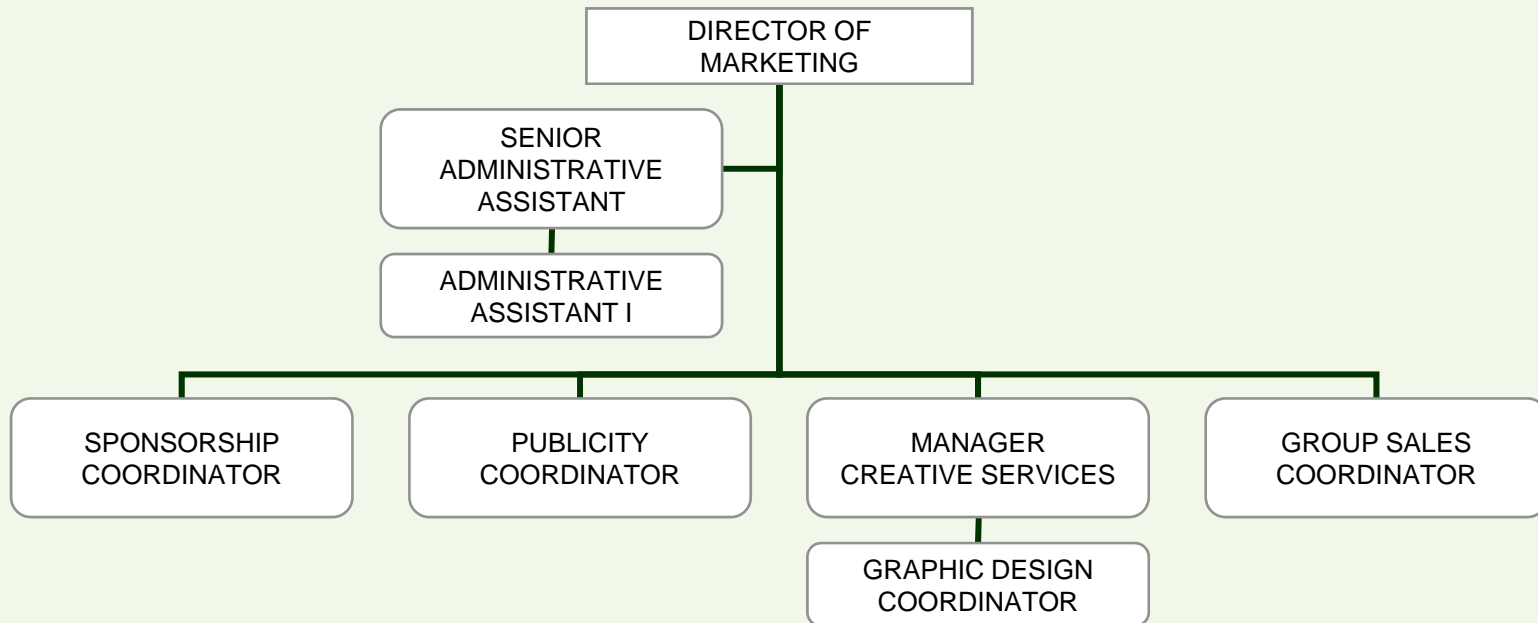 DIRECTOR OF
MARKETING
SENIOR
ADMINISTRATIVE
ASSISTANT
ADMINISTRATIVE
ASSISTANT I
SPONSORSHIP
COORDINATOR
PUBLICITY
COORDINATOR
MANAGER
CREATIVE SERVICES
GROUP SALES
COORDINATOR
GRAPHIC DESIGN
COORDINATOR